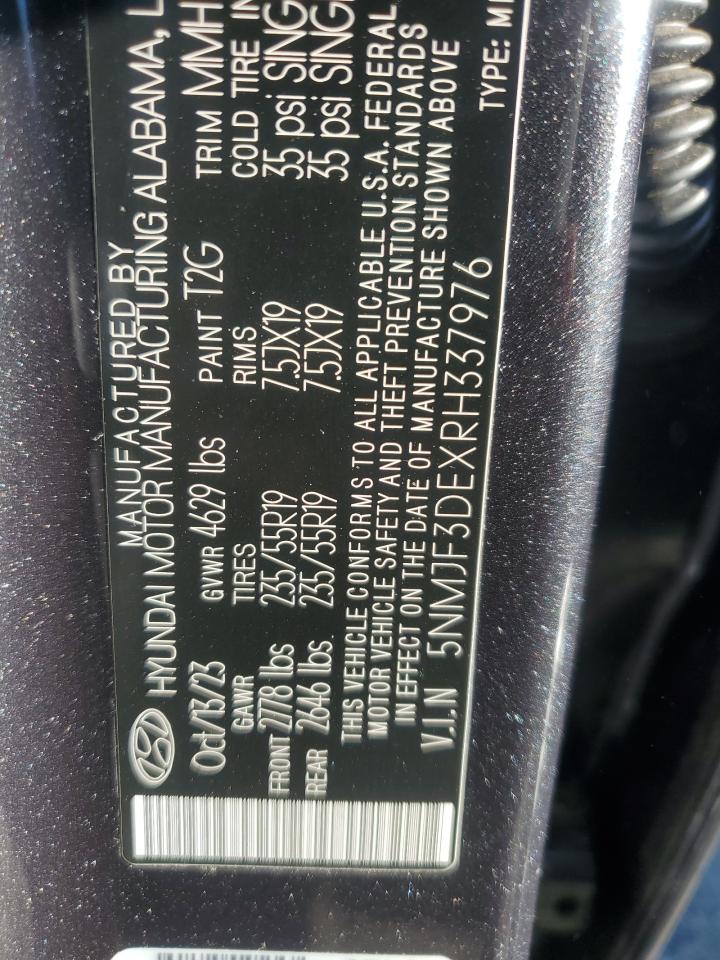 MANUFACTURED BY
HYUNDAI MOTOR MANUFACTURING ALABAMA, L
Oct/13/23 GVWR 4629 lbs PAINT T2G TRIM MMH
GAWR TIRES RIMS COLD TIRE IN
FRONT 2778 lbs 235/55R19 7.5JX19 35 psi SING
REAR 2646 lbs. 235/55R19 7.5JX19 35 psi SING
THIS VEHICLE CONFORMS TO ALL APPLICABLE U.S.A. FEDERAL
MOTOR VEHICLE SAFETY AND THEFT PREVENTION STANDARDS
IN EFFECT ON THE DATE OF MANUFACTURE SHOWN ABOVE
V.I.N 5NMJF3DEXRH337976 TYPE: M